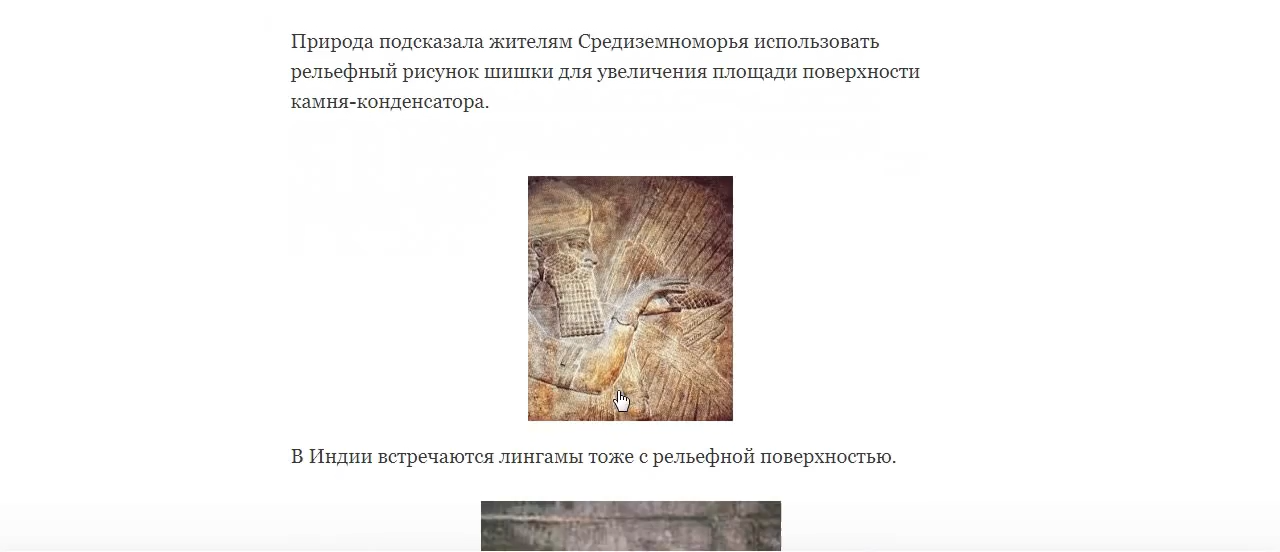 Природа подсказала жителям Средиземноморья использовать
рельефный рисунок шишки для увеличения площади поверхности
камня-конденсатора.
В Индии встречаются лингамы тоже с рельефной поверхностью.